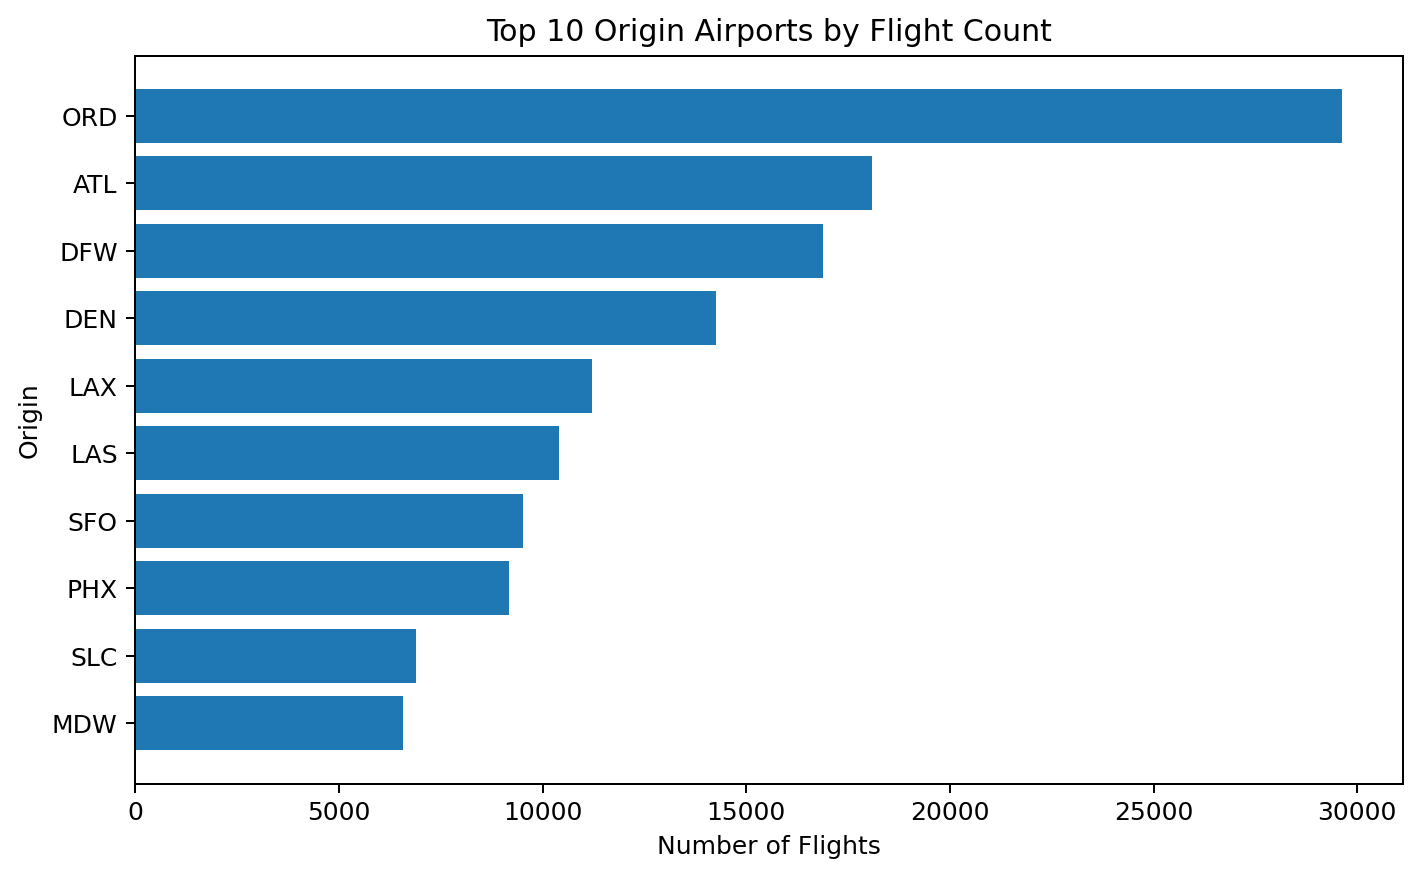 Top 10 Origin Airports by Flight Count
Origin
ORD
ATL
DFW
DEN
LAX
LAS
SFO
PHX
SLC
MDW
0 5000 10000 15000 20000 25000 30000
Number of Flights